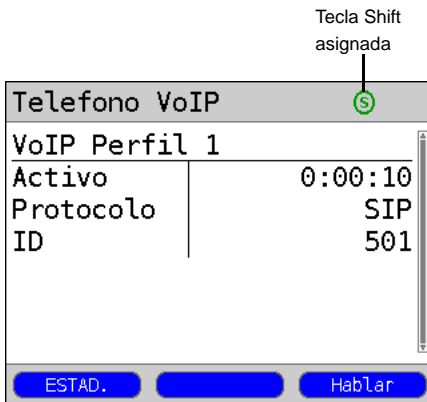 Tecla Shift
asignada
Telefono VoIP S
VoIP Perfil 1
Activo 0:00:10
Protocolo SIP
ID 501
ESTAD. Hablar